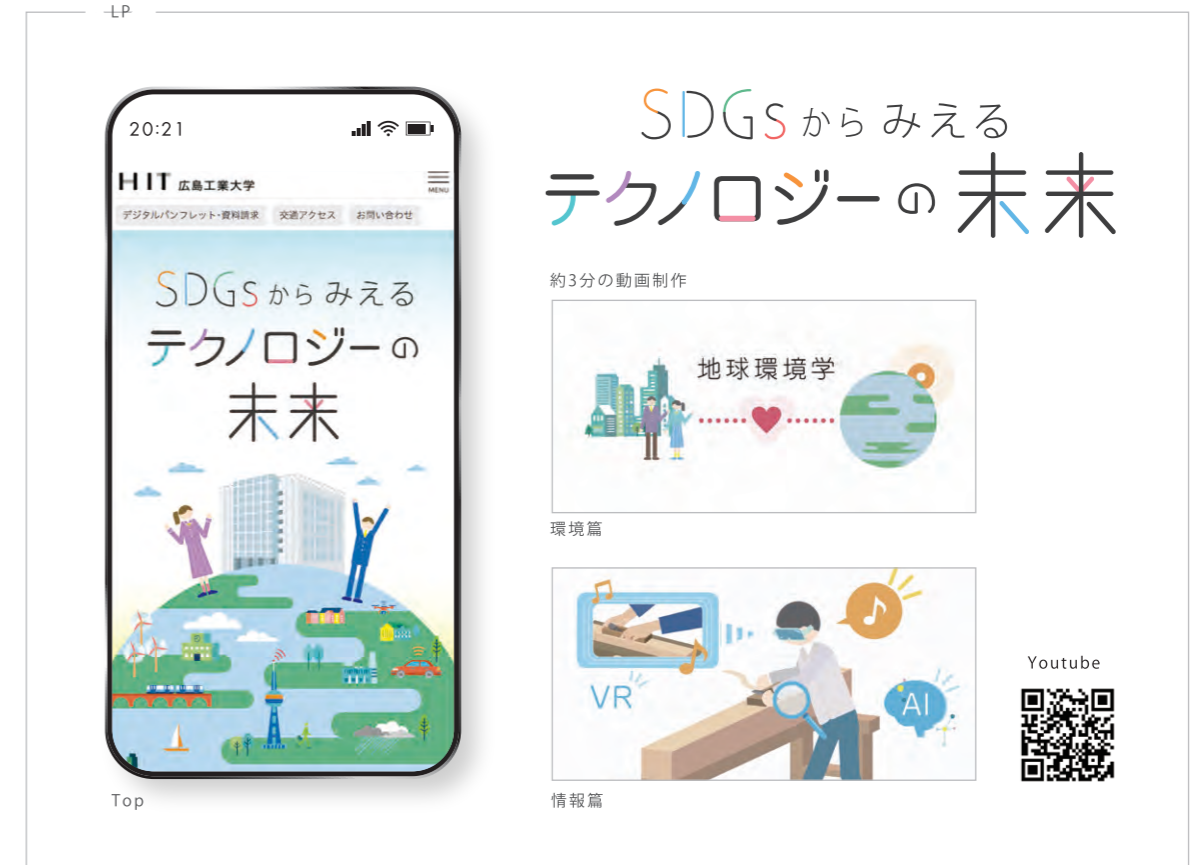 LP
20:21
HIT 広島工業大学
MENU
デジタルパンフレット・資料請求 交通アクセス お問い合わせ
SDGsからみえる
テクノロジーの
未来
Top
SDGsからみえる
テクノロジーの未来
約3分の動画制作
地球環境学
環境篇
VR
AI
情報篇
Youtube